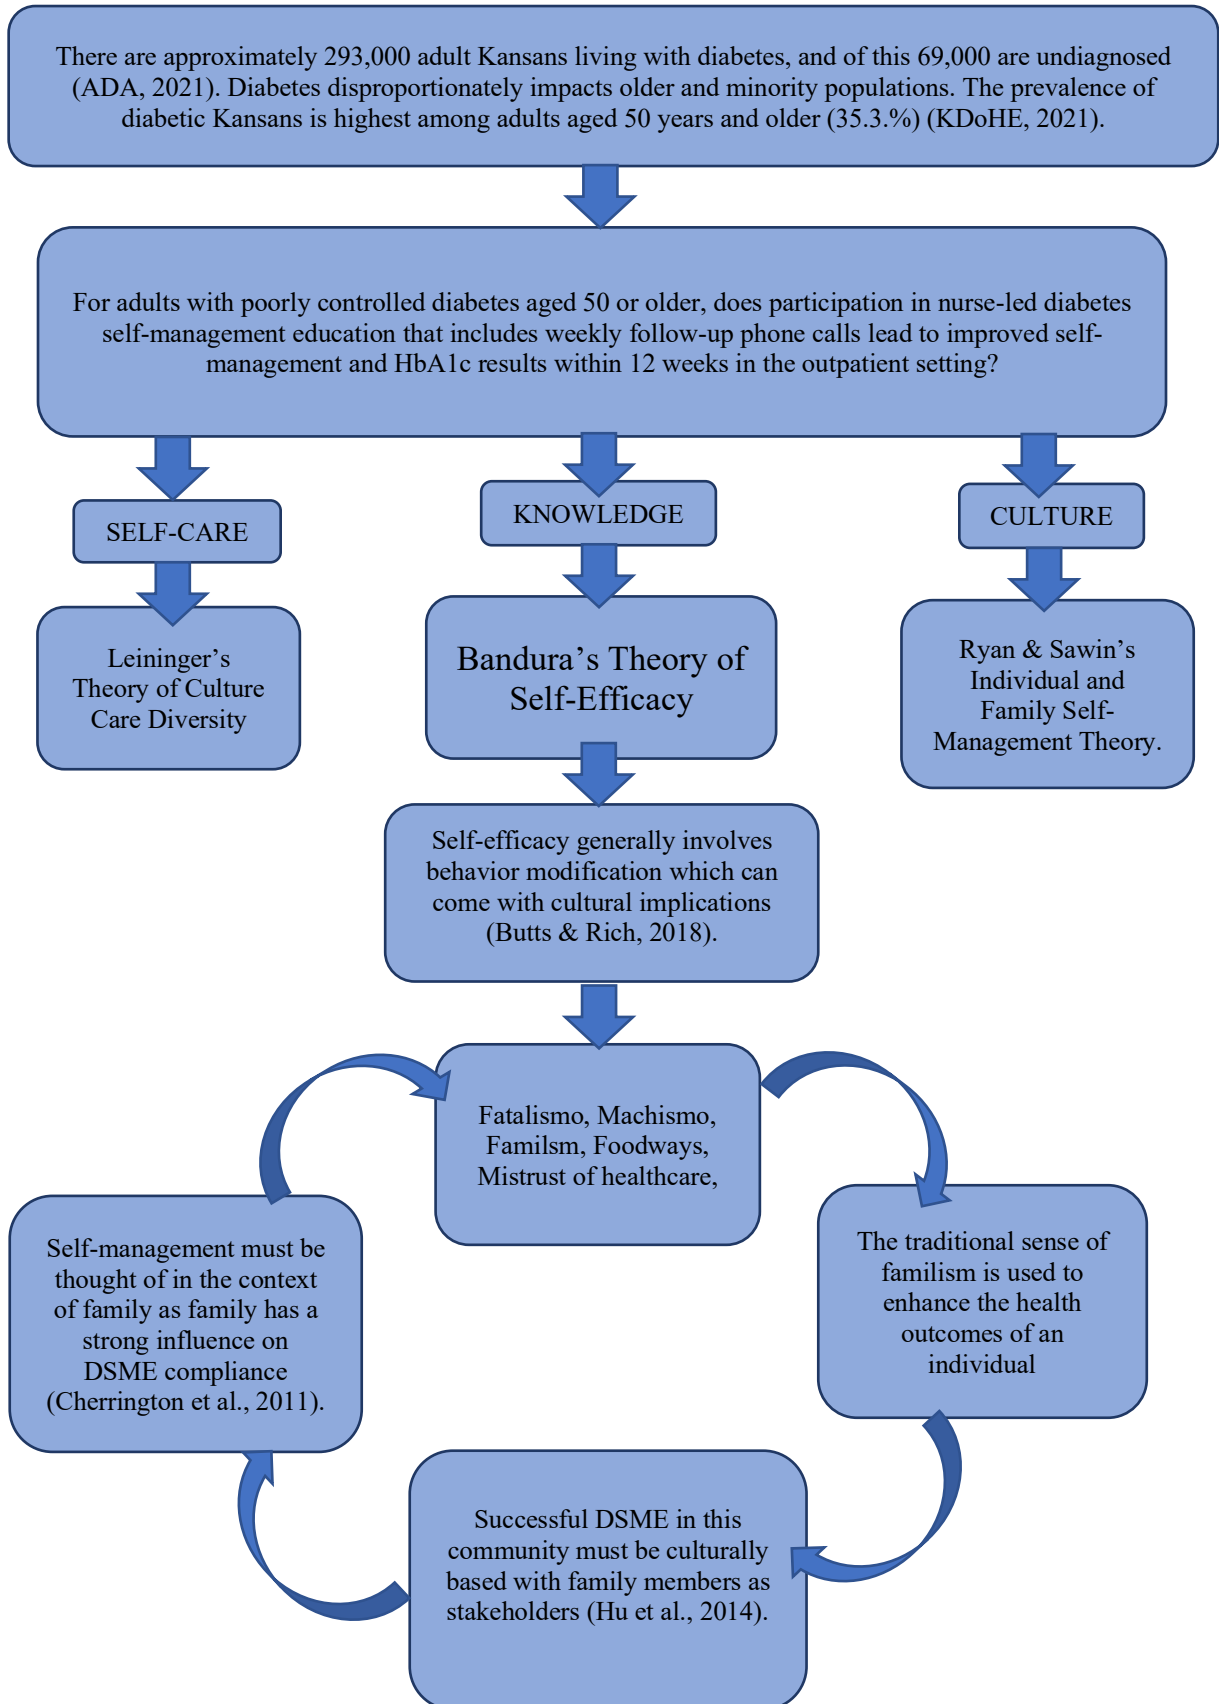 There are approximately 293,000 adult Kansans living with diabetes, and of this 69,000 are undiagnosed
(ADA, 2021). Diabetes disproportionately impacts older and minority populations. The prevalence of
diabetic Kansans is highest among adults aged 50 years and older (35.3.%) (KDoHE, 2021).
For adults with poorly controlled diabetes aged 50 or older, does participation in nurse-led diabetes
self-management education that includes weekly follow-up phone calls lead to improved self-
management and HbA1c results within 12 weeks in the outpatient setting?
SELF-CARE
KNOWLEDGE
CULTURE
Leininger’s
Theory of Culture
Care Diversity
Bandura’s Theory of
Self-Efficacy
Ryan & Sawin’s
Individual and
Family Self-
Management Theory.
Self-efficacy generally involves
behavior modification which can
come with cultural implications
(Butts & Rich, 2018).
Fatalismo, Machismo,
Familsm, Foodways,
Mistrust of healthcare,
The traditional sense of
familism is used to
enhance the health
outcomes of an
individual
Successful DSME in this
community must be culturally
based with family members as
stakeholders (Hu et al., 2014).
Self-management must be
thought of in the context
of family as family has a
strong influence on
DSME compliance
(Cherrington et al., 2011).